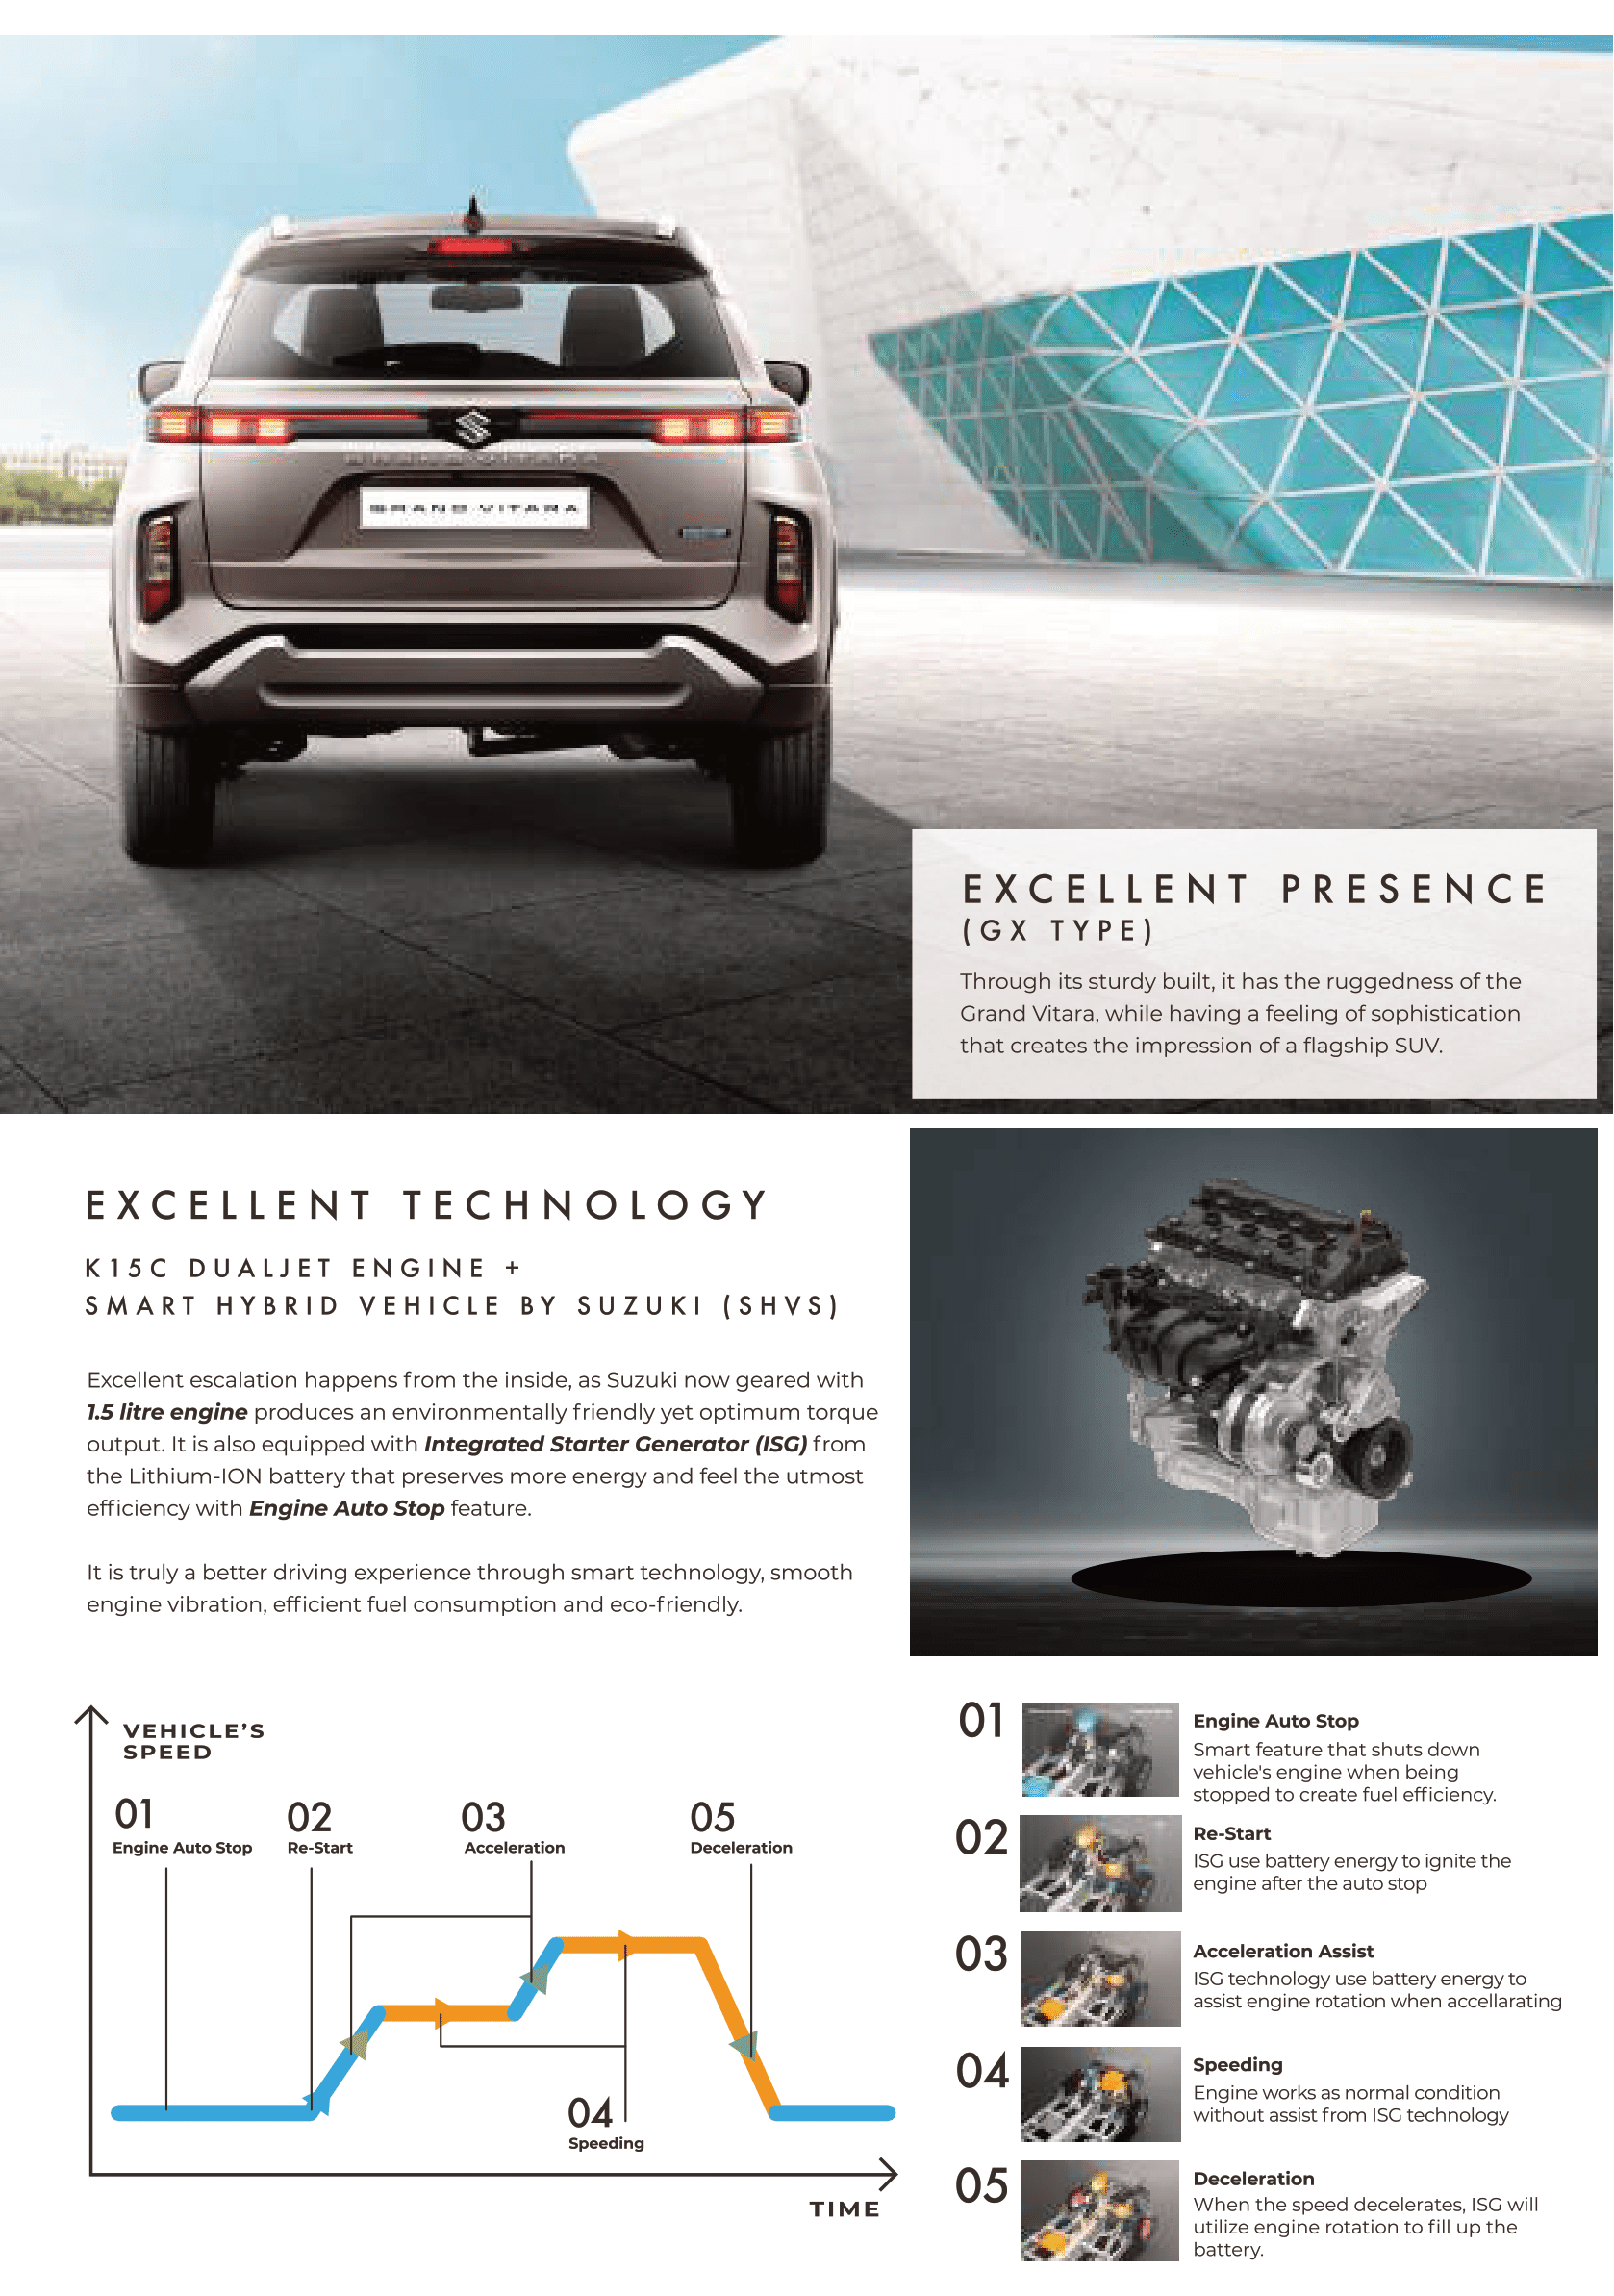 GRAND VITARA
GRAND VITARA
EXCELLENT PRESENCE
(GX TYPE)
Through its sturdy built, it has the ruggedness of the
Grand Vitara, while having a feeling of sophistication
that creates the impression of a flagship SUV.
EXCELLENT TECHNOLOGY
K15C DUALJET ENGINE +
SMART HYBRID VEHICLE BY SUZUKI (SHVS)
Excellent escalation happens from the inside, as Suzuki now geared with
1.5 litre engine produces an environmentally friendly yet optimum torque
output. It is also equipped with Integrated Starter Generator (ISG) from
the Lithium-ION battery that preserves more energy and feel the utmost
efficiency with Engine Auto Stop feature.
It is truly a better driving experience through smart technology, smooth
engine vibration, efficient fuel consumption and eco-friendly.
VEHICLE'S
SPEED
01
Engine Auto Stop
02
Re-Start
03
Acceleration
05
Deceleration
04
Speeding
TIME
01
Engine Auto Stop
Smart feature that shuts down
vehicle's engine when being
stopped to create fuel efficiency.
02
Re-Start
ISG use battery energy to ignite the
engine after the auto stop
03
Acceleration Assist
ISG technology use battery energy to
assist engine rotation when accellarating
04
Speeding
Engine works as normal condition
without assist from ISG technology
05
Deceleration
When the speed decelerates, ISG will
utilize engine rotation to fill up the
battery.